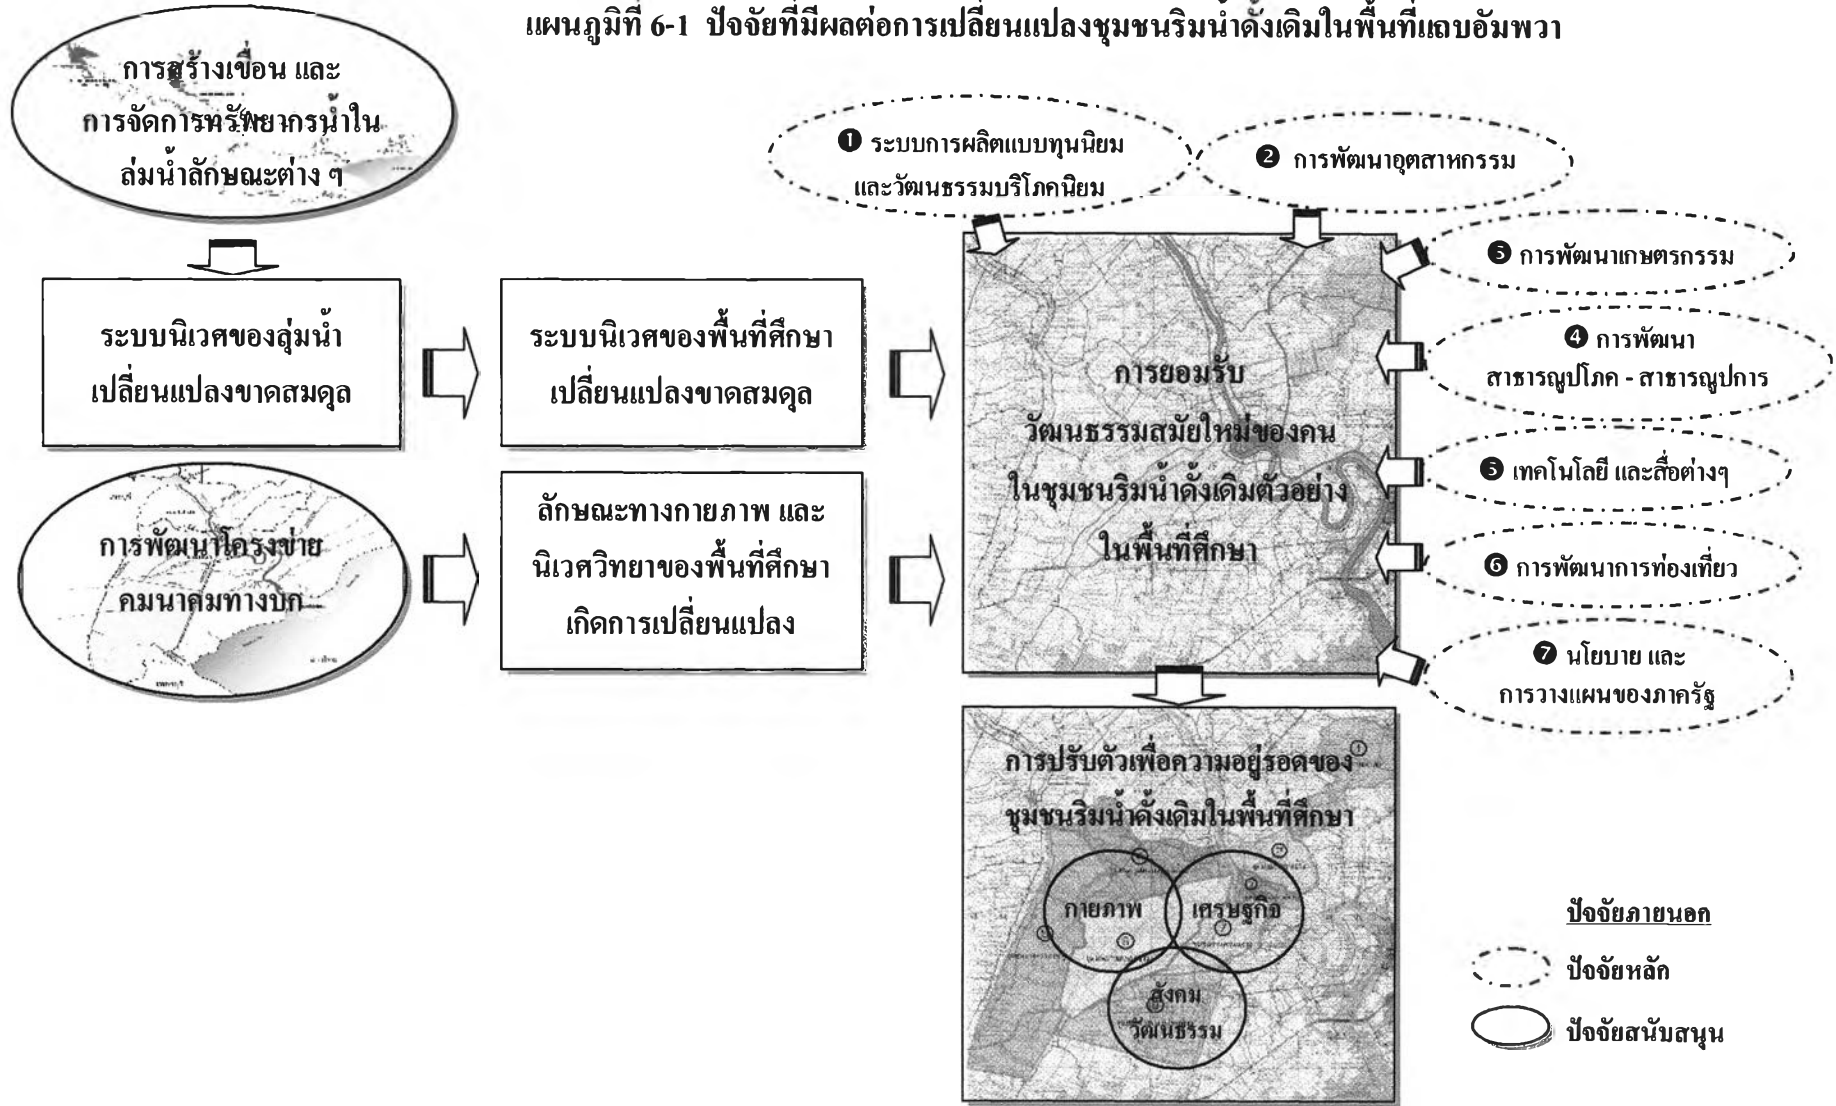 แผนภูมิที่ 6-1 ปัจจัยที่มีผลต่อการเปลี่ยนแปลงชุมชนริมน้ำดั้งเดิมในพื้นที่แถบอัมพวา
การสร้างเขื่อน และ
การจัดการทรัพยากรน้ำใน
ลุ่มน้ำลักษณะต่าง ๆ
❶ ระบบการผลิตแบบทุนนิยม
และวัฒนธรรมบริโภคนิยม
❷ การพัฒนาอุตสาหกรรม
❸ การพัฒนาเกษตรกรรม
❹ การพัฒนา
สาธารณูปโภค - สาธารณูปการ
❺ เทคโนโลยี และสื่อต่างๆ
❻ การพัฒนาการท่องเที่ยว
❼ นโยบาย และ
การวางแผนของภาครัฐ
ระบบนิเวศของลุ่มน้ำ
เปลี่ยนแปลงขาดสมดุล
ระบบนิเวศของพื้นที่ศึกษา
เปลี่ยนแปลงขาดสมดุล
การพัฒนาโครงข่าย
คมนาคมทางบก
ลักษณะทางกายภาพ และ
นิเวศวิทยาของพื้นที่ศึกษา
เกิดการเปลี่ยนแปลง
การยอมรับ
วัฒนธรรมสมัยใหม่ของคน
ในชุมชนริมน้ำดั้งเดิมตัวอย่าง
ในพื้นที่ศึกษา
การปรับตัวเพื่อความอยู่รอดของ
ชุมชนริมน้ำดั้งเดิมในพื้นที่ศึกษา
กายภาพ
เศรษฐกิจ
สังคม
วัฒนธรรม
ปัจจัยภายนอก
ปัจจัยหลัก
ปัจจัยสนับสนุน